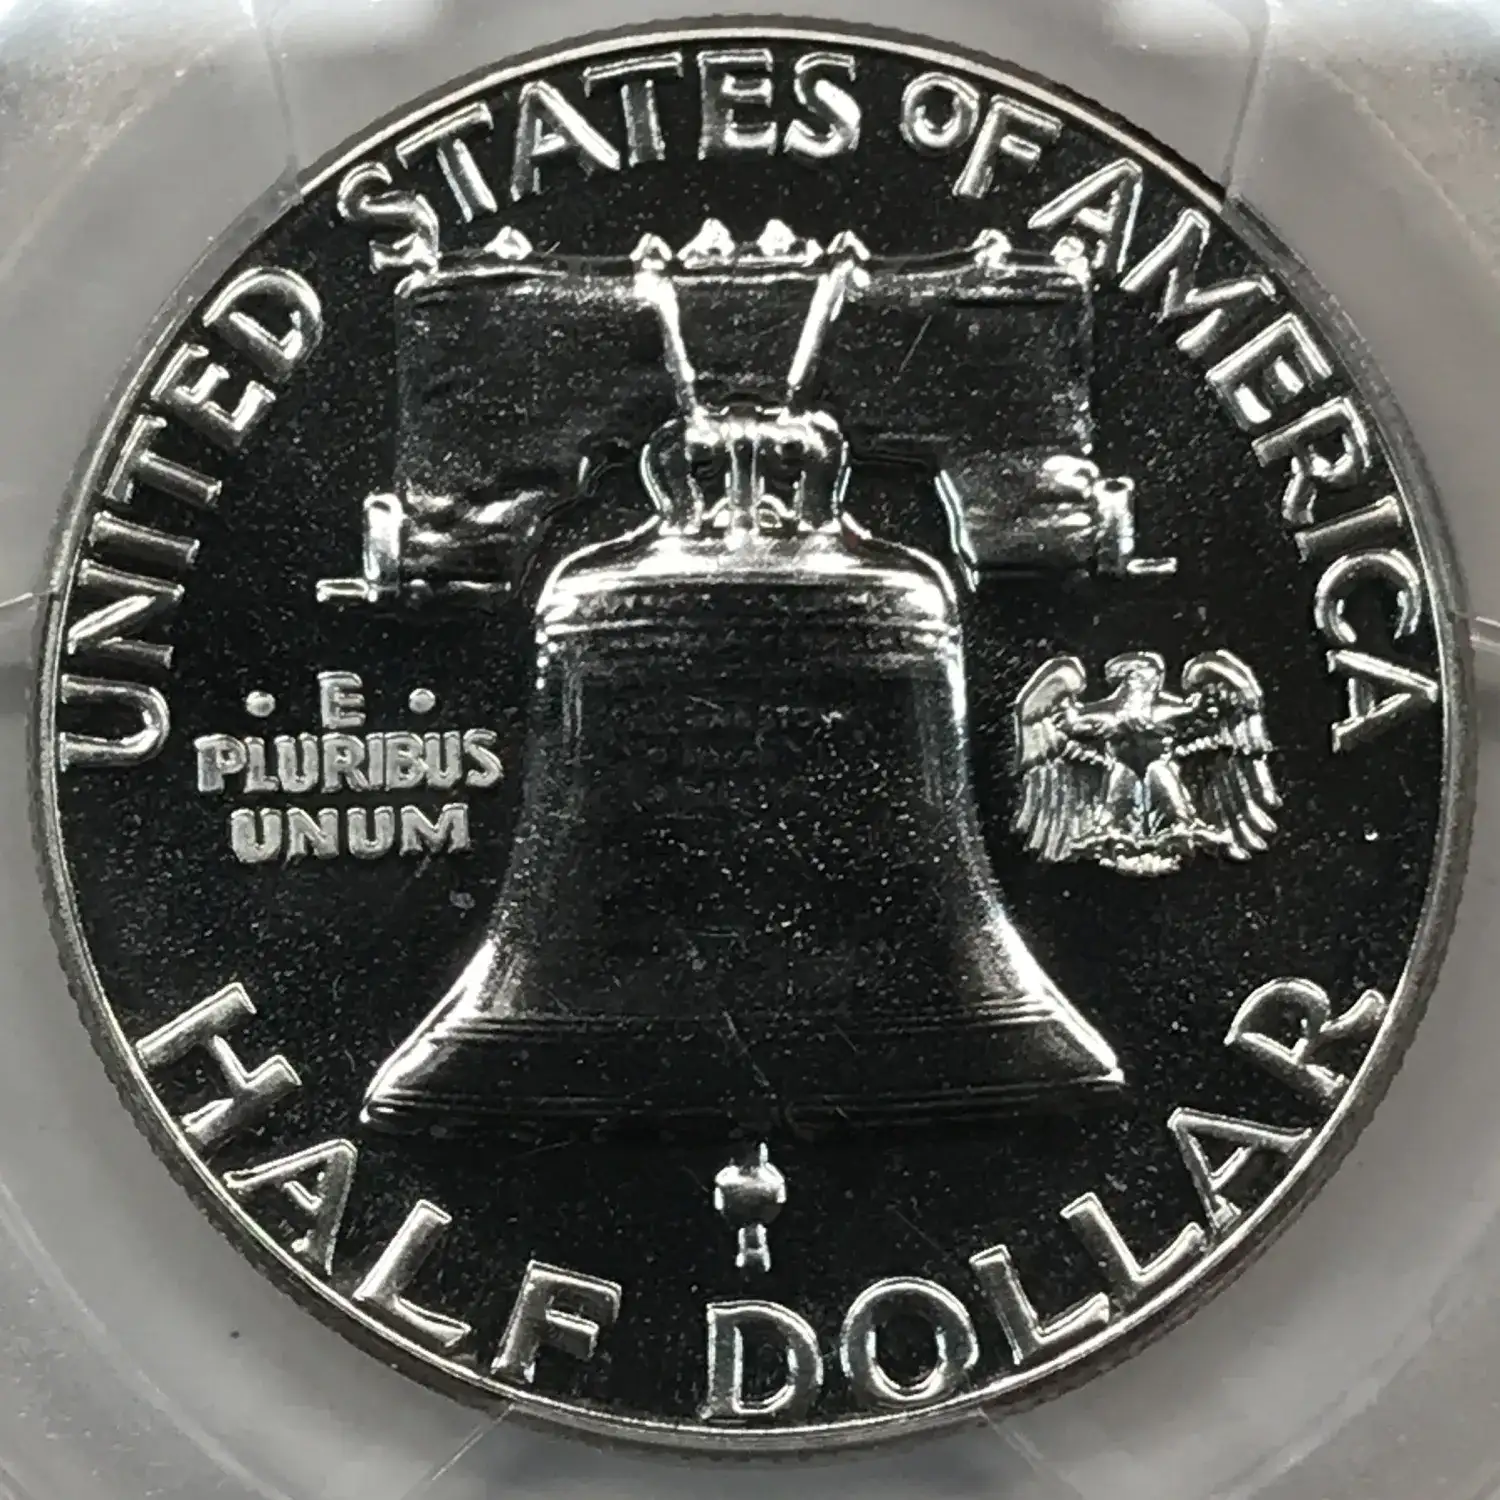 UNITED STATES OF AMERICA
· E ·
PLURIBUS
UNUM
HALF DOLLAR